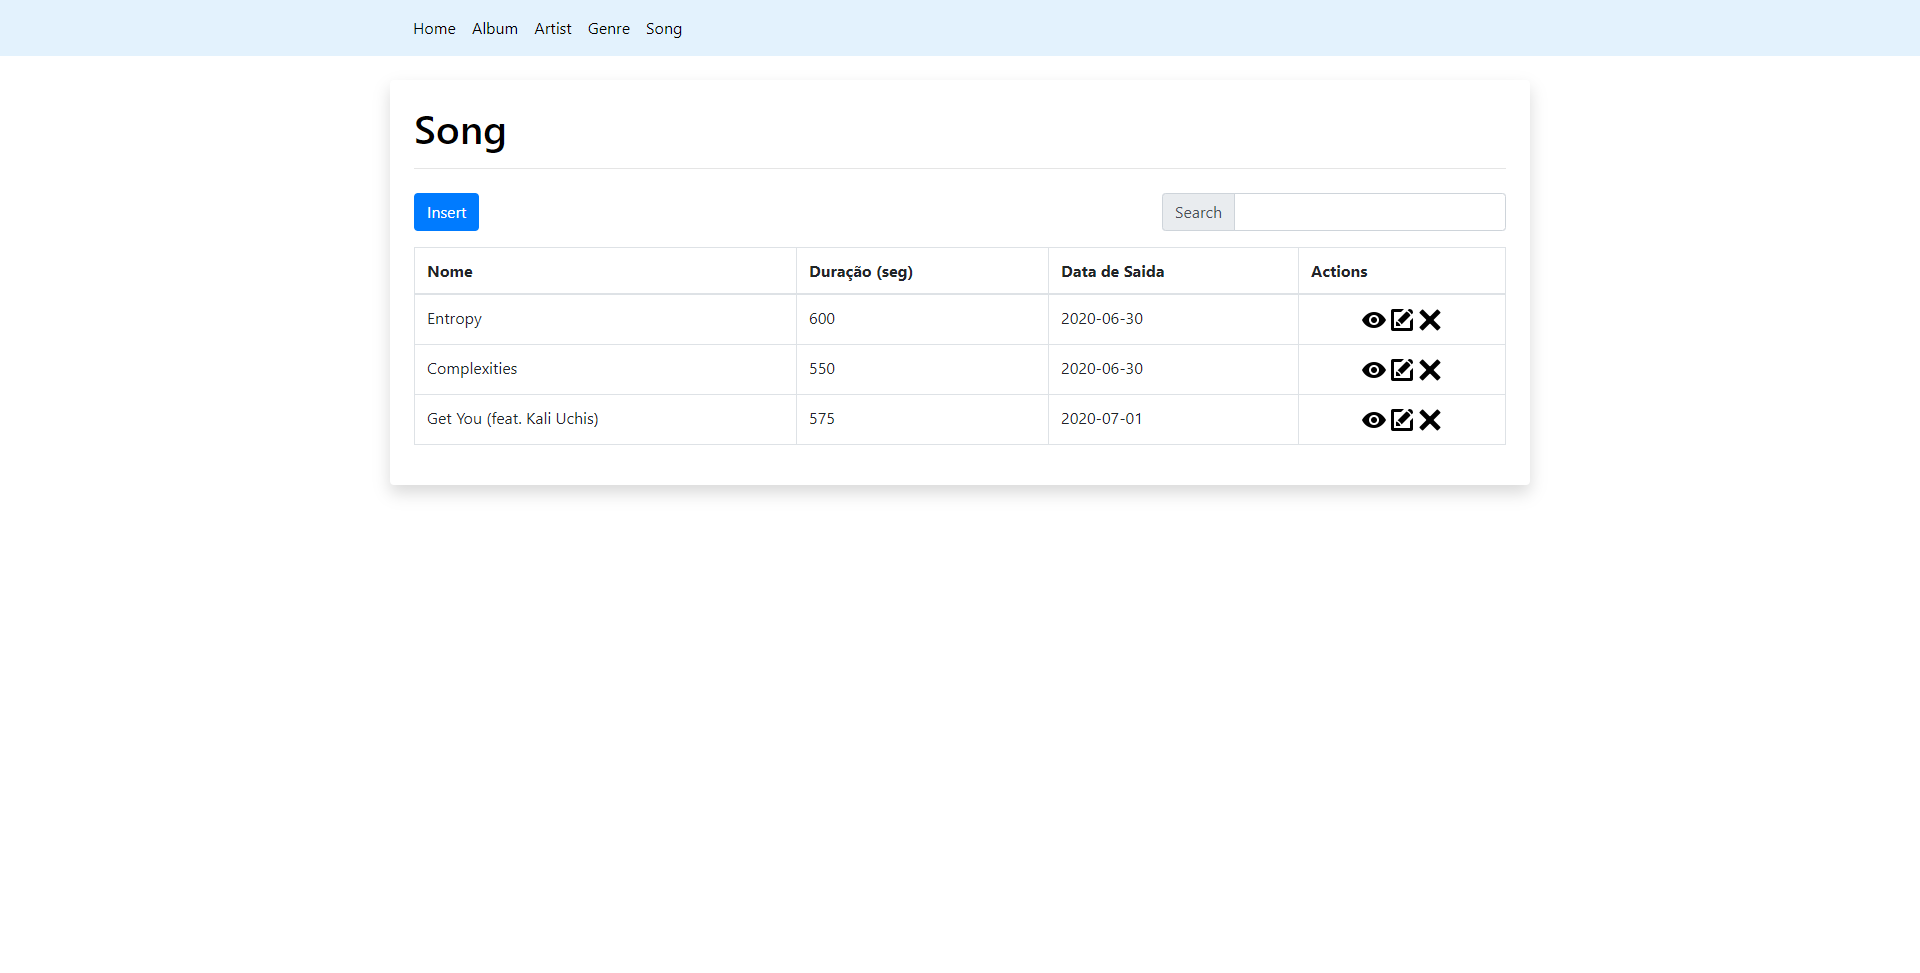 Home Album Artist Genre Song
Song
Insert Search
Nome Duração (seg) Data de Saida Actions
Entropy 600 2020-06-30
Complexities 550 2020-06-30
Get You (feat. Kali Uchis) 575 2020-07-01